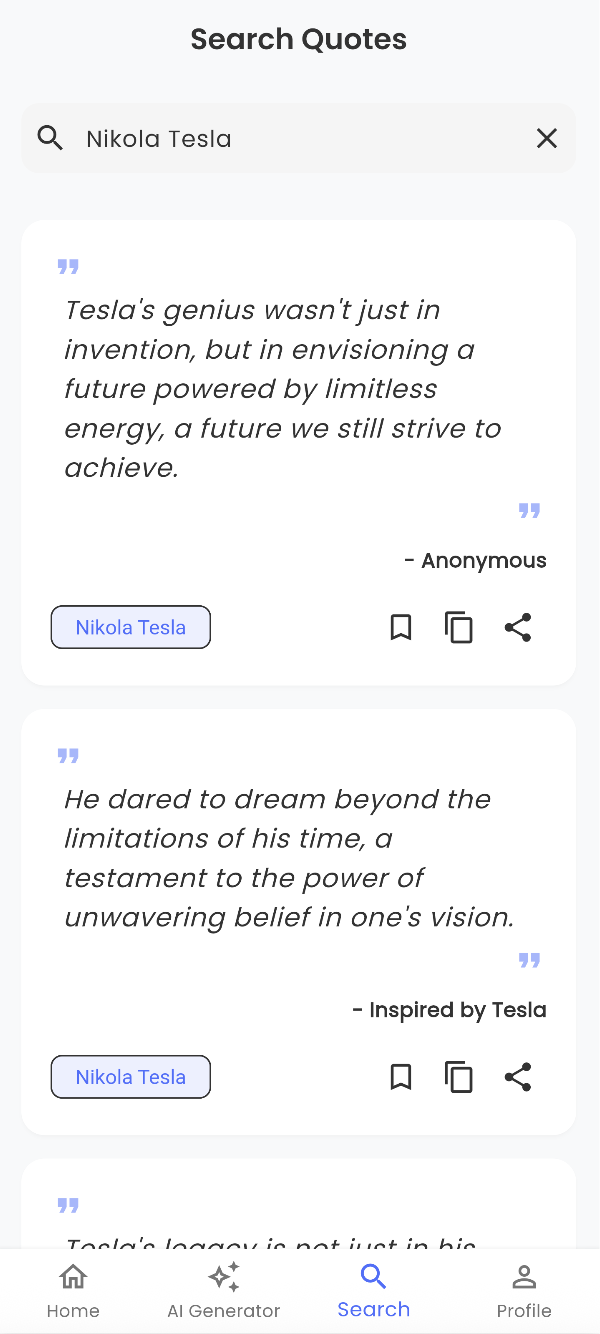 Search Quotes
Nikola Tesla
"
Tesla's genius wasn't just in
invention, but in envisioning a
future powered by limitless
energy, a future we still strive to
achieve.
"
- Anonymous
Nikola Tesla
"
He dared to dream beyond the
limitations of his time, a
testament to the power of
unwavering belief in one's vision.
"
- Inspired by Tesla
Nikola Tesla
"
Tesla's legacy is not just in his
Home
AI Generator
Search
Profile